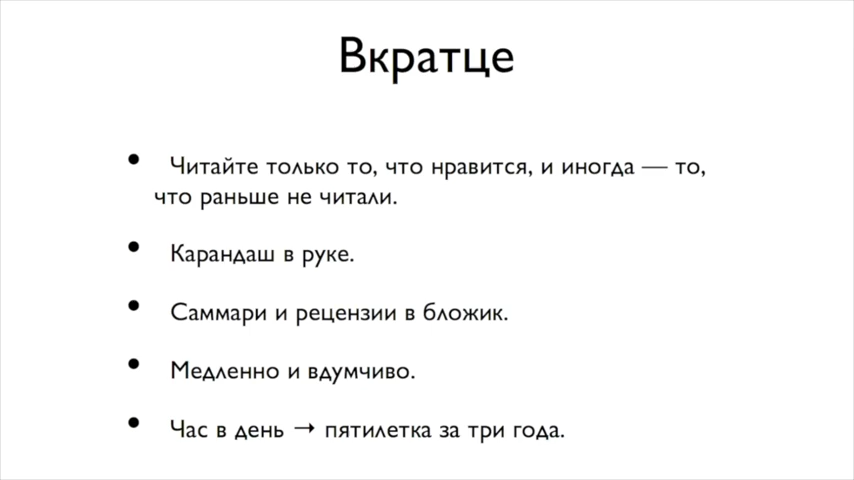 Вкратце
• Читайте только то, что нравится, и иногда — то,
что раньше не читали.
• Карандаш в руке.
• Саммари и рецензии в бложик.
• Медленно и вдумчиво.
• Час в день → пятилетка за три года.